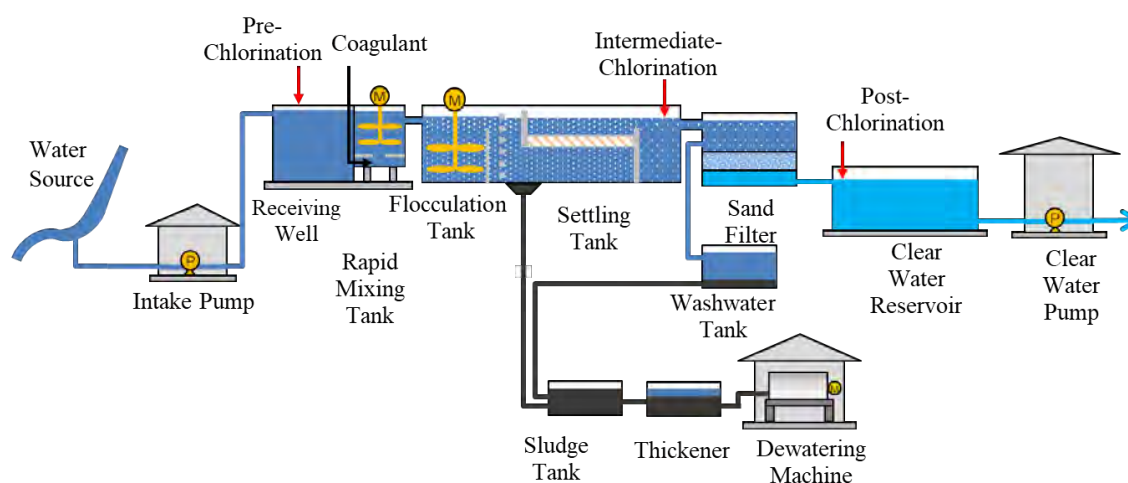 Pre-
Chlorination
Coagulant
Intermediate-
Chlorination
Post-
Chlorination
Water
Source
M
M
Receiving
Well
Flocculation
Tank
Settling
Tank
Sand
Filter
P
Intake Pump
Rapid
Mixing
Tank
Washwater
Tank
Clear
Water
Reservoir
P
Clear
Water
Pump
M
Sludge
Tank
Thickener
Dewatering
Machine